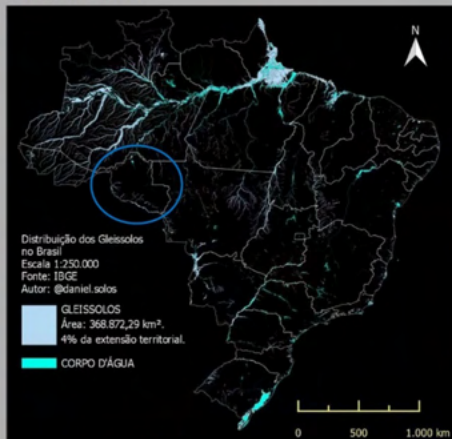 N
Distribuição dos Gleissolos
no Brasil
Escala 1:250.000
Fonte: IBGE
Autor: @daniel.solos
GLEISSOLOS
Área: 368.872,29 km².
4% da extensão territorial.
CORPO D'ÁGUA
0 500 1.000 km